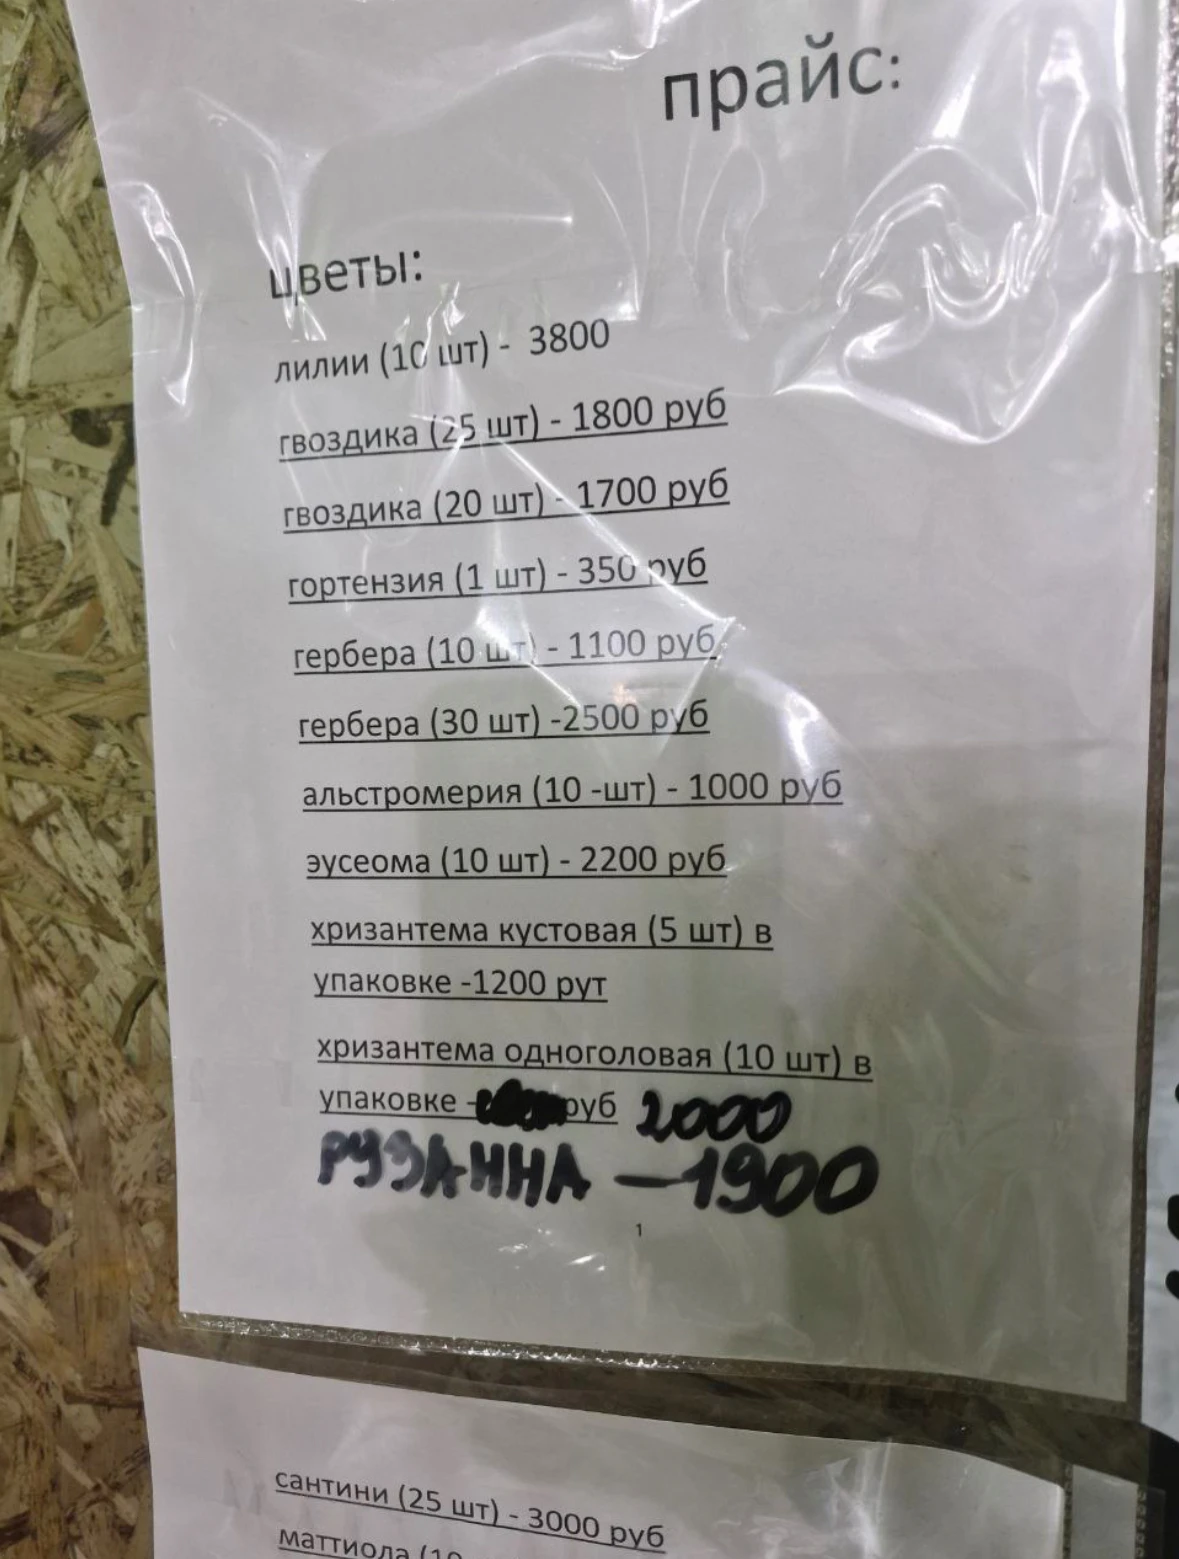 прайс:
цветы:
лилии (10 шт) - 3800
гвоздика (25 шт) - 1800 руб
гвоздика (20 шт) - 1700 руб
гортензия (1 шт) - 350 руб
гербера (10 шт) - 1100 руб
гербера (30 шт) -2500 руб
альстромерия (10 -шт) - 1000 руб
эусеома (10 шт) - 2200 руб
хризантема кустовая (5 шт) в
упаковке -1200 рут
хризантема одноголовая (10 шт) в
упаковке - руб 2000
РУЗАННА - 1900
1
сантини (25 шт) - 3000 руб
маттиола (10